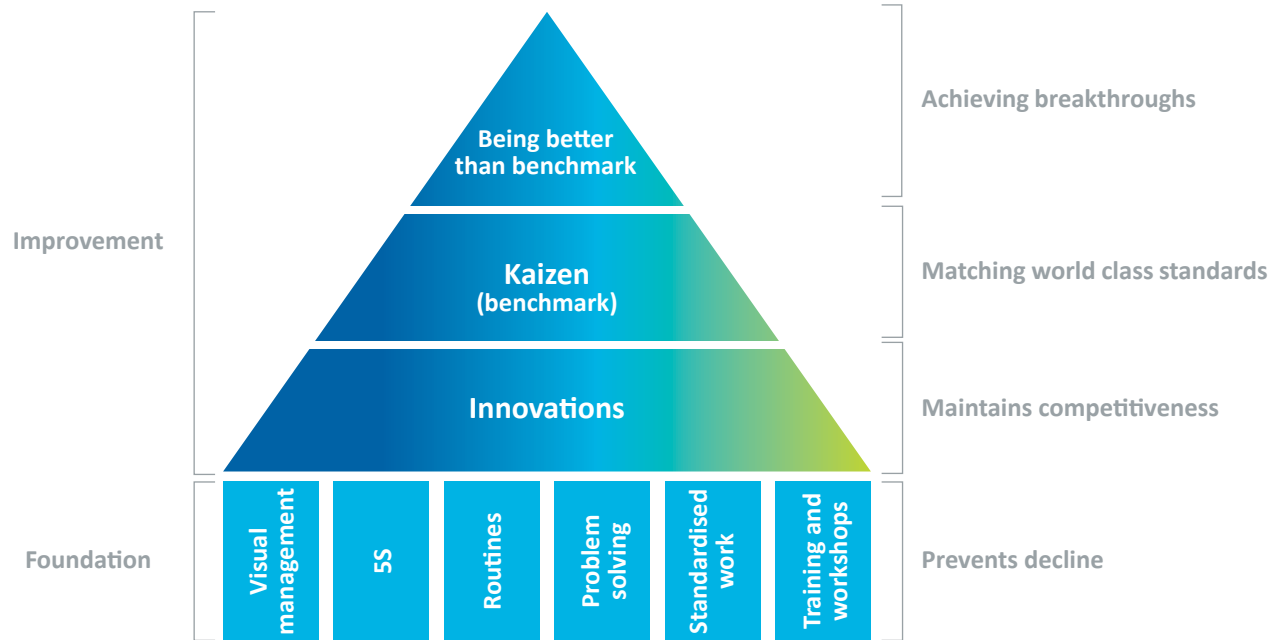 Achieving breakthroughs
Being better
than benchmark
Improvement
Kaizen
(benchmark)
Matching world class standards
Innovations
Maintains competitiveness
Foundation
Visual
management
5S
Routines
Problem
solving
Standardised
work
Training and
workshops
Prevents decline